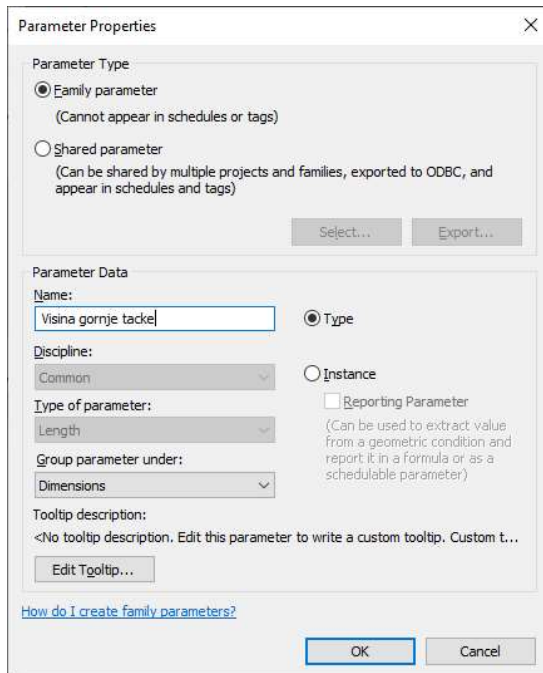 Parameter Properties
Parameter Type
Family parameter
(Cannot appear in schedules or tags)
Shared parameter
(Can be shared by multiple projects and families, exported to ODBC, and
appear in schedules and tags)
Select...
Export...
Parameter Data
Name:
Visina gornje tacke
Type
Discipline:
Common
Instance
Type of parameter:
Reporting Parameter
Length
(Can be used to extract value
from a geometric condition and
report it in a formula or as a
schedulable parameter)
Group parameter under:
Dimensions
Tooltip description:
<No tooltip description. Edit this parameter to write a custom tooltip. Custom t...
Edit Tooltip...
How do I create family parameters?
OK
Cancel